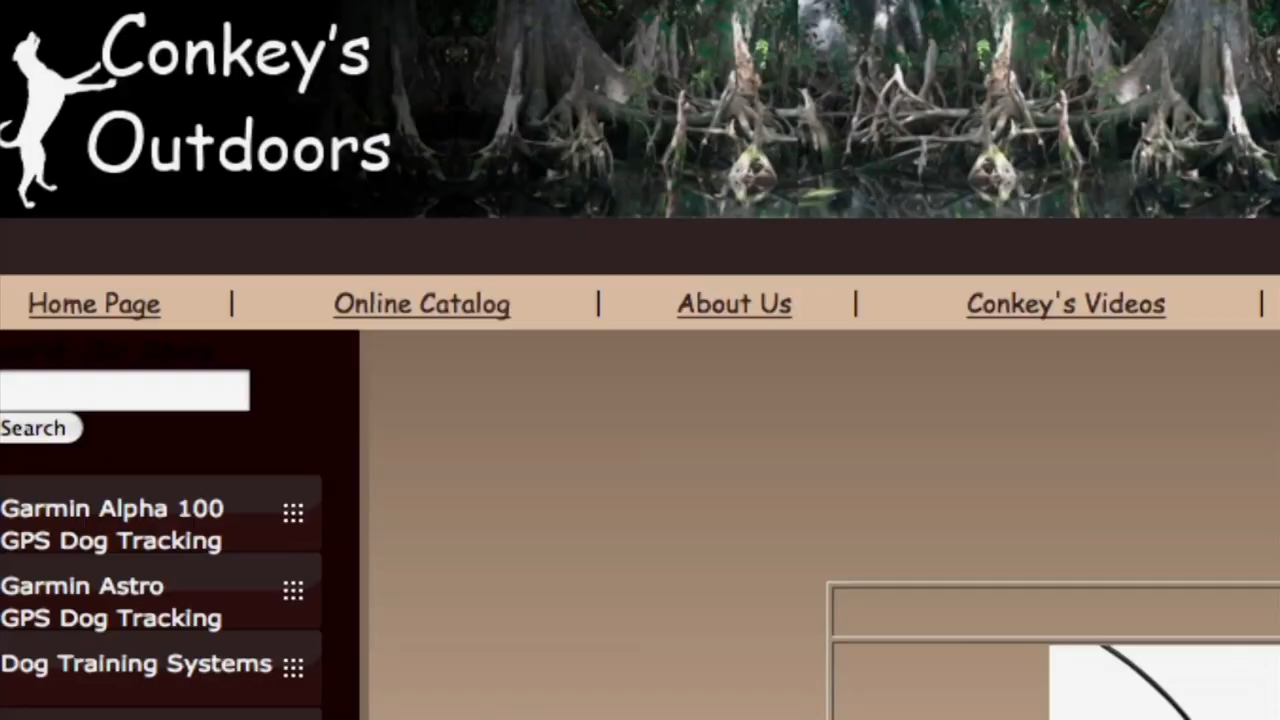 Conkey's
Outdoors
Home Page | Online Catalog | About Us | Conkey's Videos |
Search
Garmin Alpha 100
GPS Dog Tracking
Garmin Astro
GPS Dog Tracking
Dog Training Systems